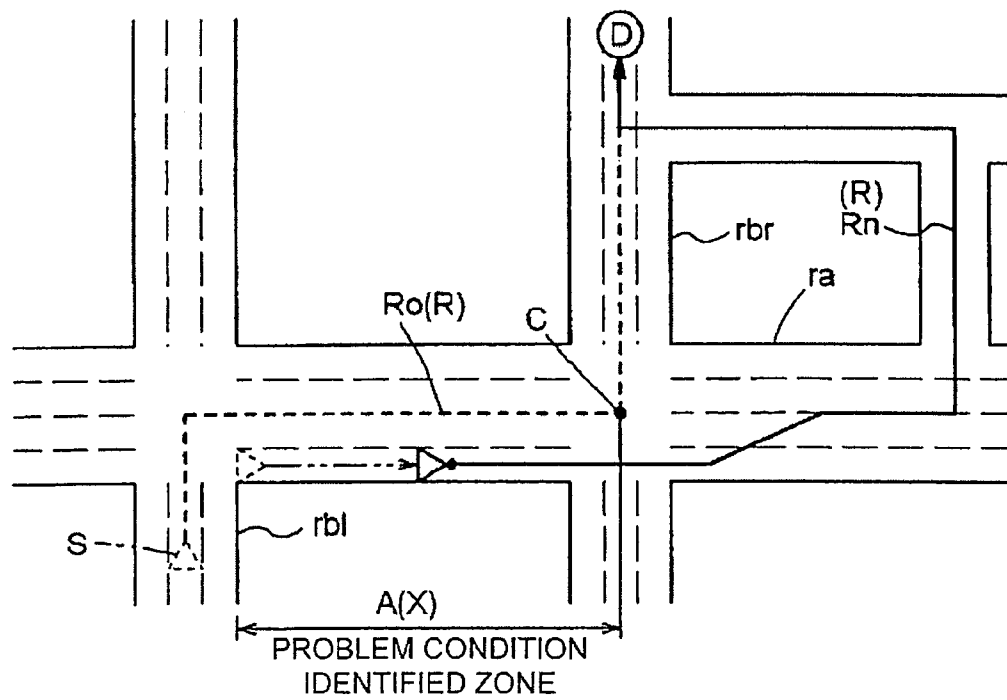 D
(R)
Rn
rbr
ra
Ro(R)
C
S
rbl
A(X)
PROBLEM CONDITION
IDENTIFIED ZONE